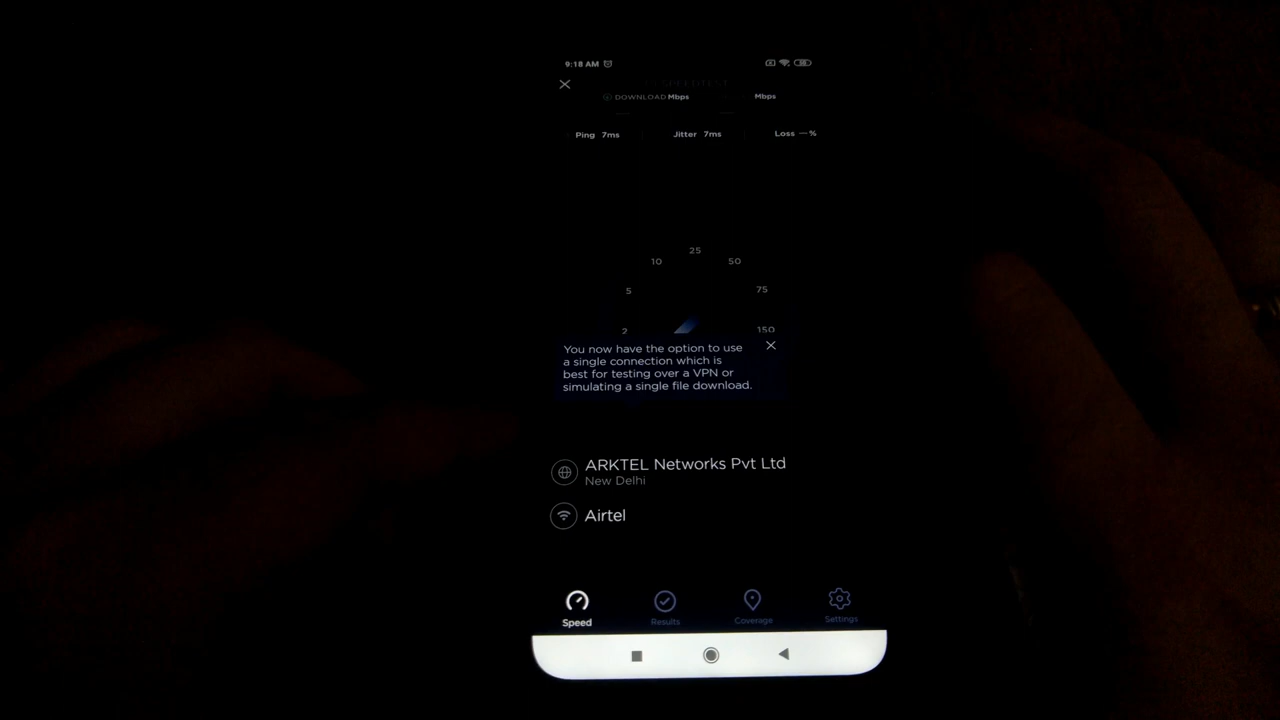 9:18 AM
SPEEDTEST
DOWNLOAD Mbps
Mbps
Ping 7ms
Jitter 7ms
Loss —%
25
10
50
5
75
2
150
You now have the option to use
a single connection which is
best for testing over a VPN or
simulating a single file download.
ARKTEL Networks Pvt Ltd
New Delhi
Airtel
Speed
Results
Coverage
Settings